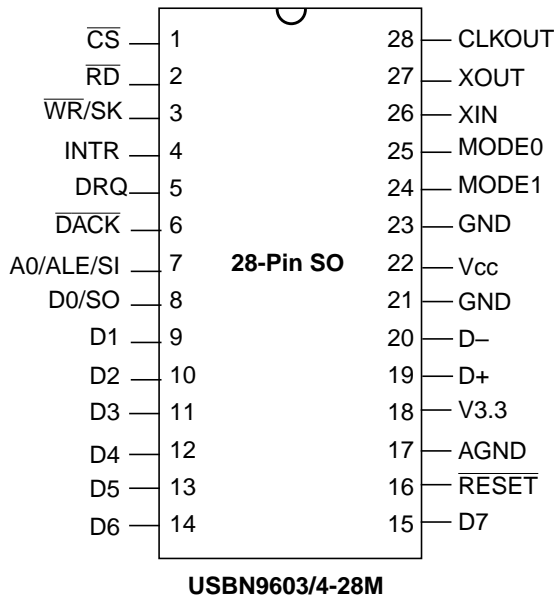 CS 1 28 CLKOUT
RD 2 27 XOUT
WR/SK 3 26 XIN
INTR 4 25 MODE0
DRQ 5 24 MODE1
DACK 6 23 GND
A0/ALE/SI 7 28-Pin SO 22 Vcc
D0/SO 8 21 GND
D1 9 20 D–
D2 10 19 D+
D3 11 18 V3.3
D4 12 17 AGND
D5 13 16 RESET
D6 14 15 D7
USBN9603/4-28M